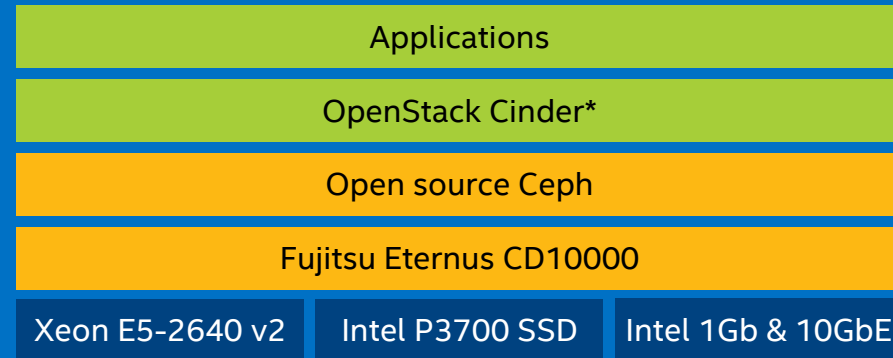 Applications
OpenStack Cinder*
Open source Ceph
Fujitsu Eternus CD10000
Xeon E5-2640 v2 Intel P3700 SSD Intel 1Gb & 10GbE